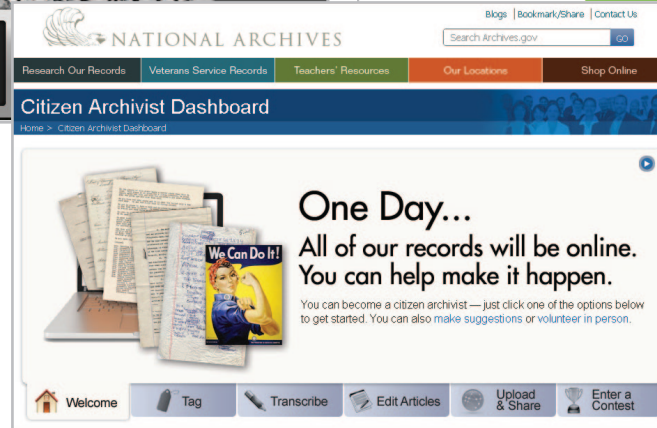 Blogs | Bookmark/Share | Contact Us
NATIONAL ARCHIVES
Search Archives.gov GO
Research Our Records Veterans Service Records Teachers' Resources Our Locations Shop Online
Citizen Archivist Dashboard
Home > Citizen Archivist Dashboard
We Can Do It!
One Day...
All of our records will be online.
You can help make it happen.
You can become a citizen archivist — just click one of the options below
to get started. You can also make suggestions or volunteer in person.
Welcome Tag Transcribe Edit Articles Upload & Share Enter a Contest